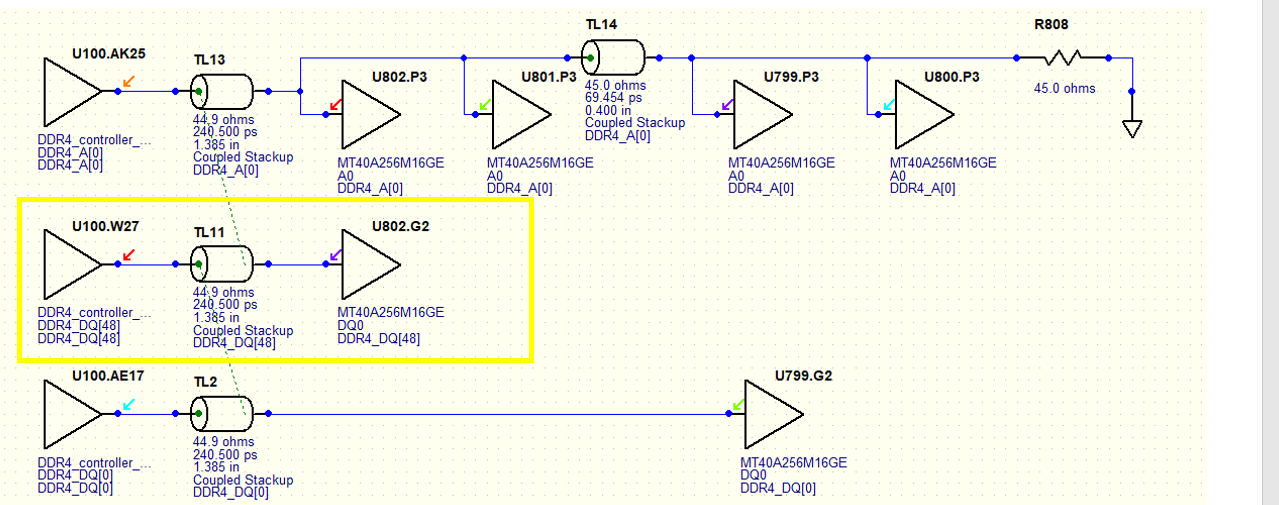 TL14
R808
U100.AK25
TL13
U802.P3
U801.P3
U799.P3
U800.P3
45.0 ohms
69.454 ps
0.400 in
Coupled Stackup
DDR4_A[0]
45.0 ohms
44.9 ohms
240.500 ps
1.385 in
Coupled Stackup
DDR4_A[0]
DDR4_controller_...
DDR4_A[0]
DDR4_A[0]
MT40A256M16GE
A0
DDR4_A[0]
MT40A256M16GE
A0
DDR4_A[0]
MT40A256M16GE
A0
DDR4_A[0]
MT40A256M16GE
A0
DDR4_A[0]
U100.W27
TL11
U802.G2
44.9 ohms
240.500 ps
1.385 in
Coupled Stackup
DDR4_DQ[48]
DDR4_controller_...
DDR4_DQ[48]
DDR4_DQ[48]
MT40A256M16GE
DQ0
DDR4_DQ[48]
U100.AE17
TL2
U799.G2
44.9 ohms
240.500 ps
1.385 in
Coupled Stackup
DDR4_DQ[0]
DDR4_controller_...
DDR4_DQ[0]
DDR4_DQ[0]
MT40A256M16GE
DQ0
DDR4_DQ[0]